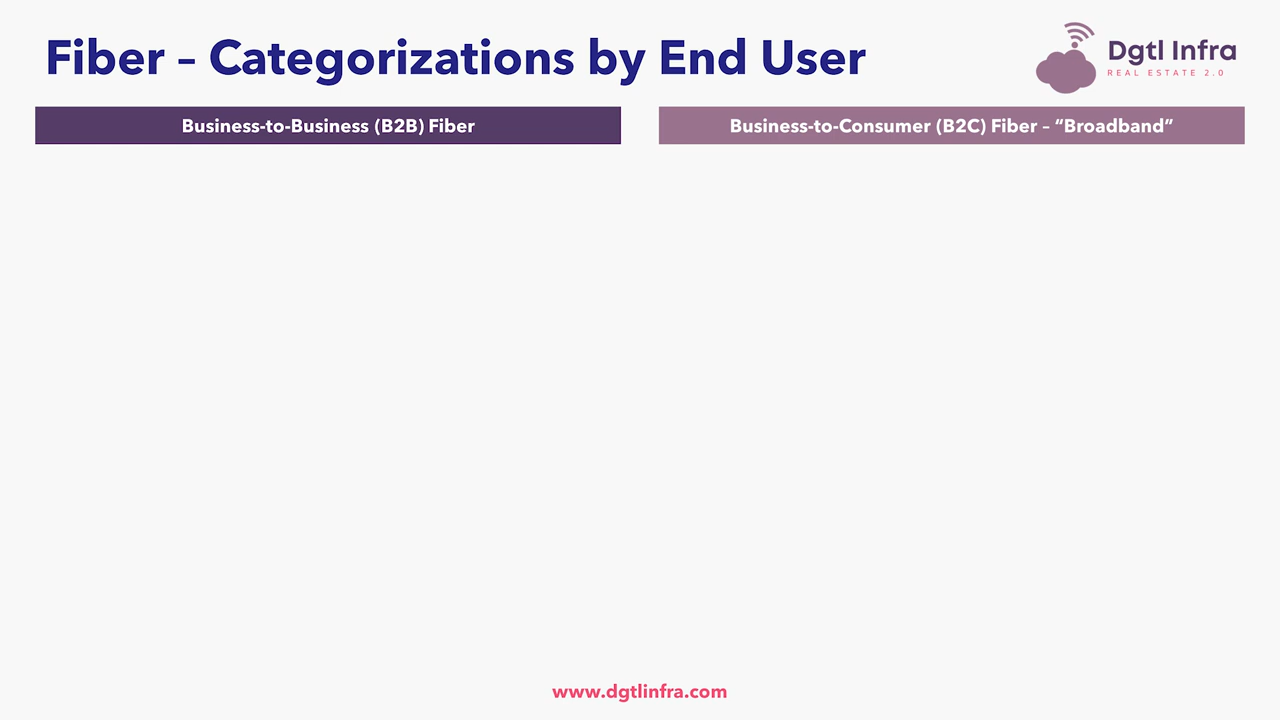 Fiber – Categorizations by End User
Dgtl Infra
REAL ESTATE 2.0
Business-to-Business (B2B) Fiber
Business-to-Consumer (B2C) Fiber – “Broadband”
www.dgtlinfra.com